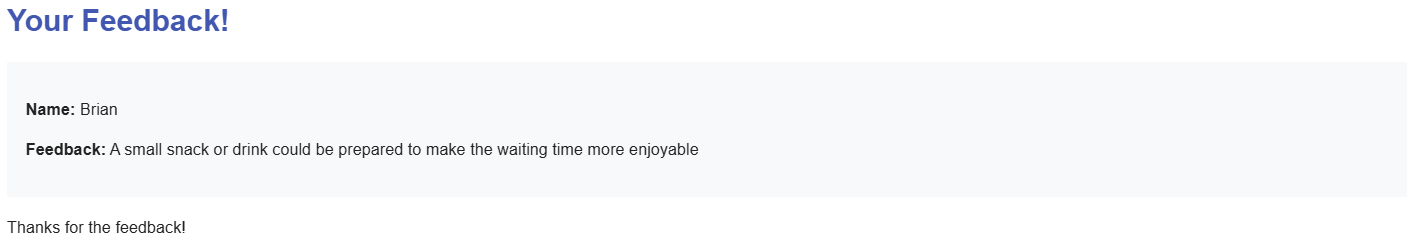 Your Feedback!
Name: Brian
Feedback: A small snack or drink could be prepared to make the waiting time more enjoyable
Thanks for the feedback!